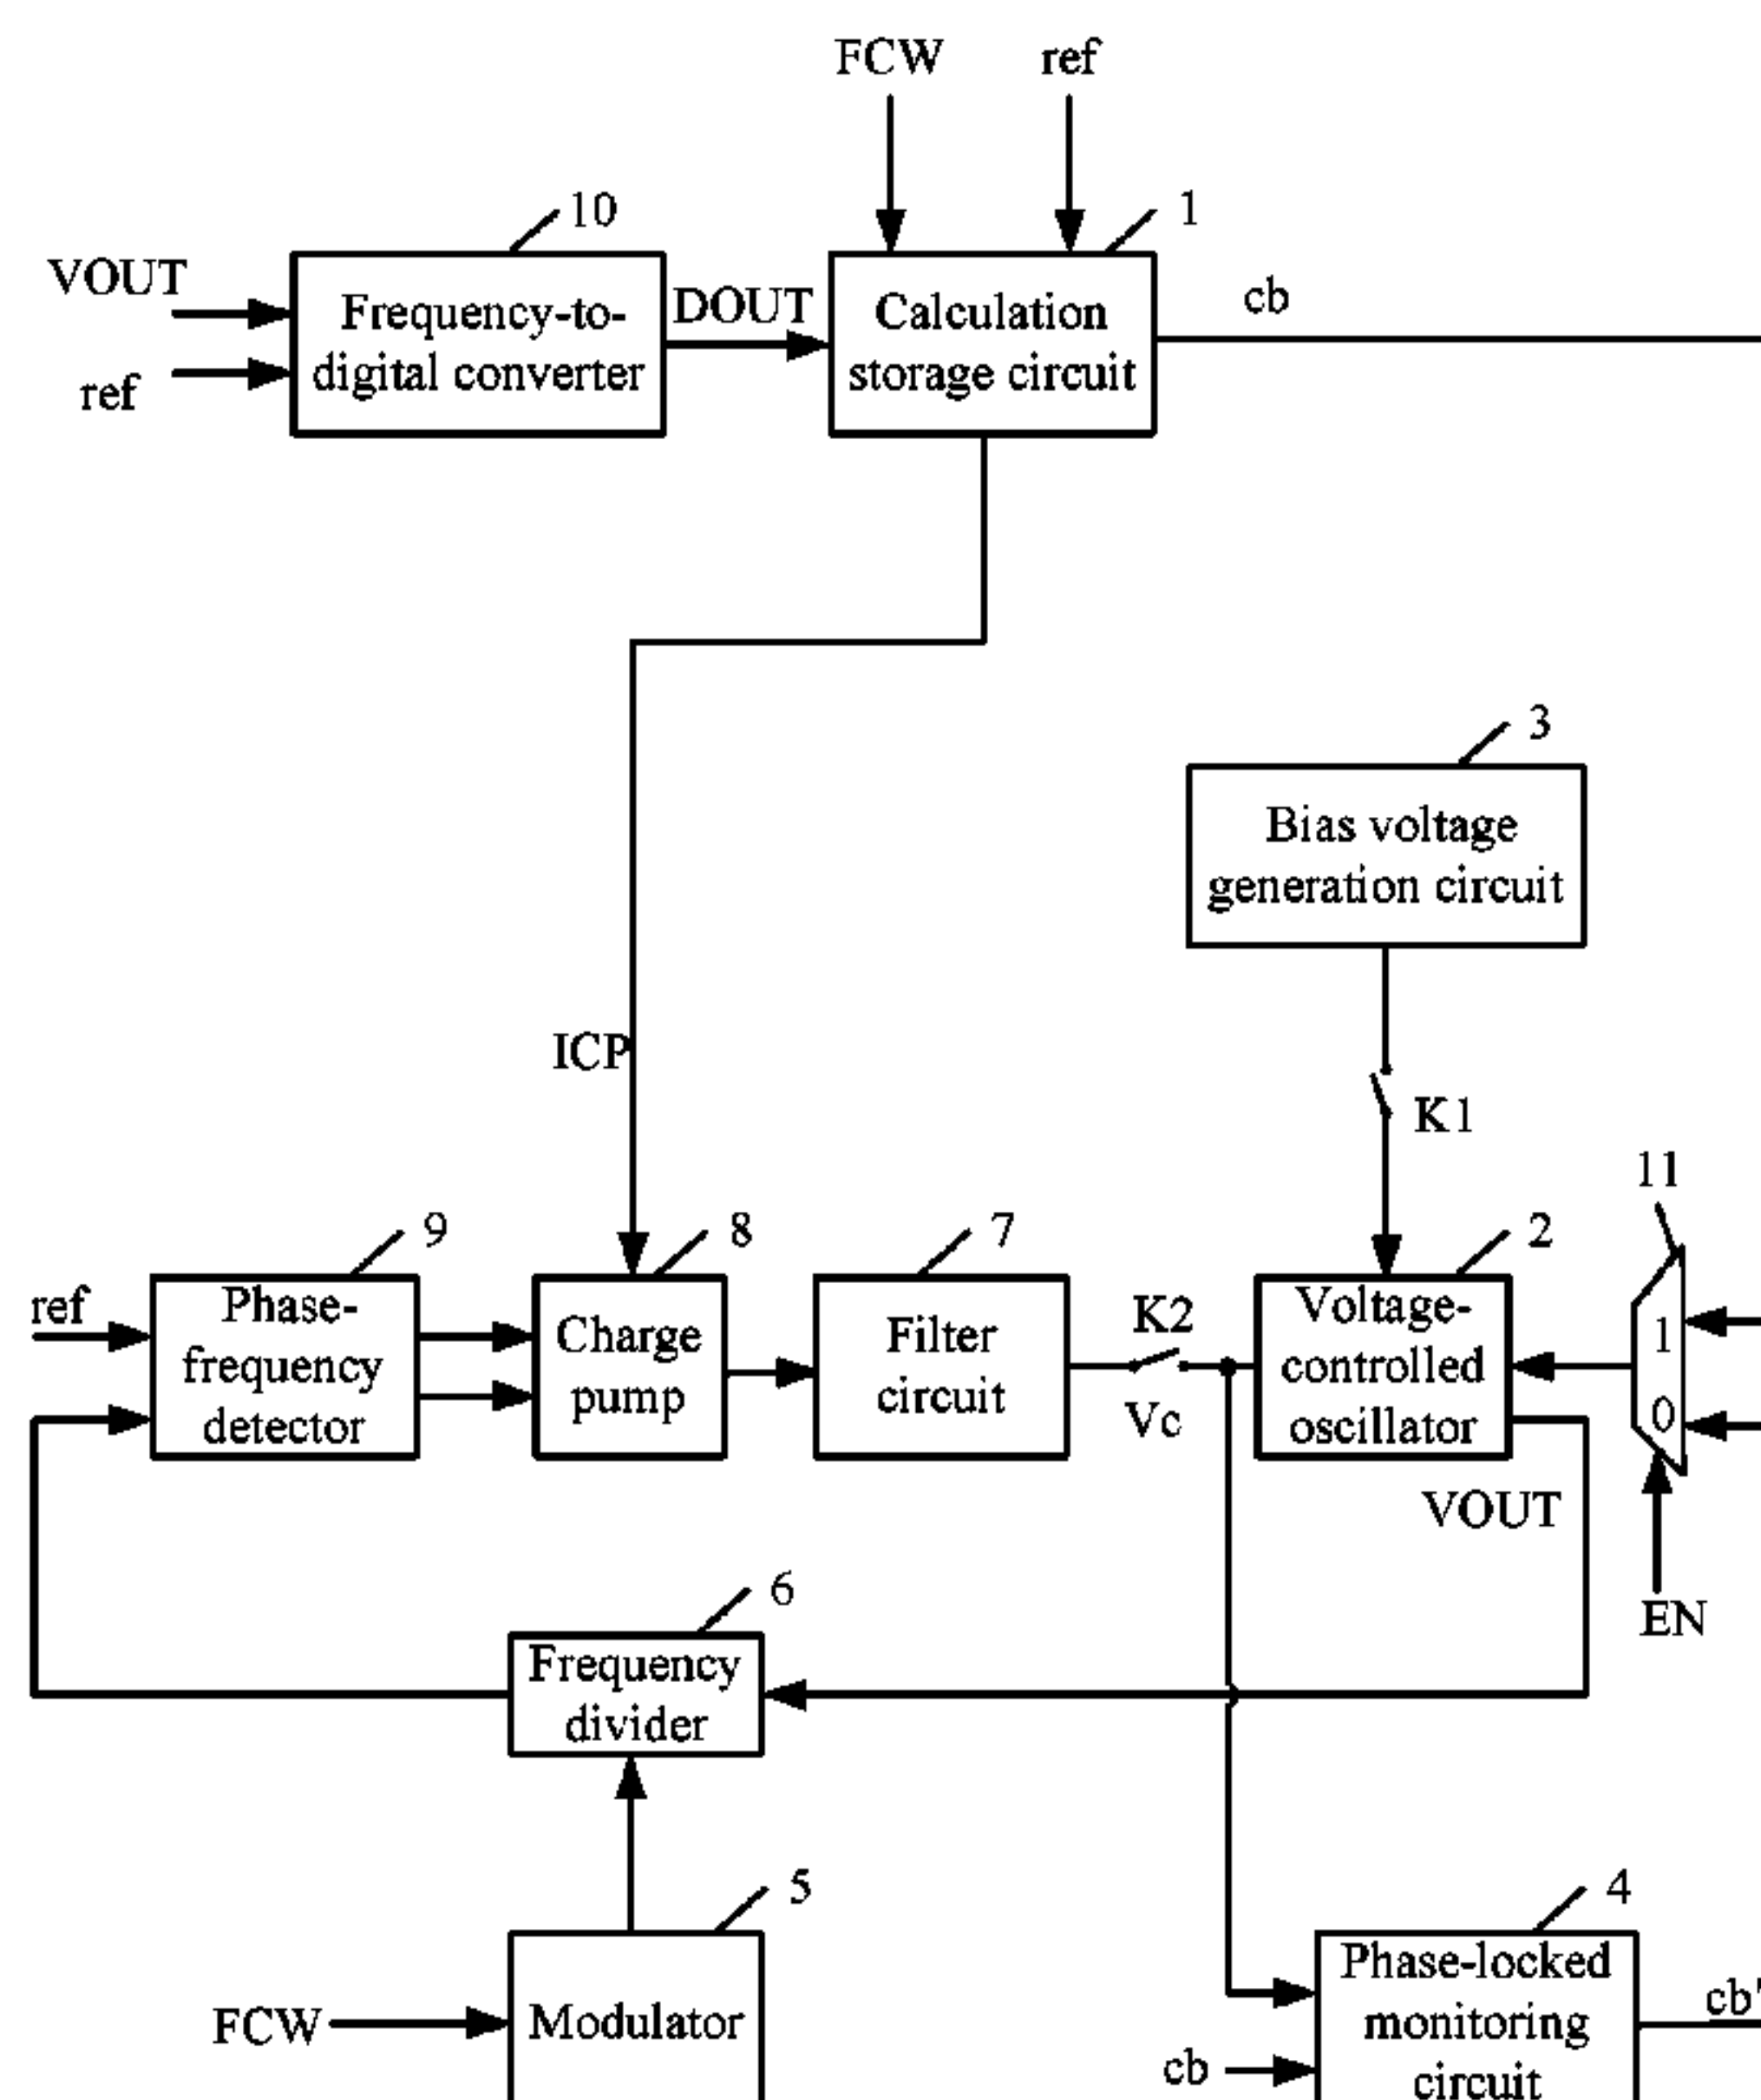 FCW
ref
10
1
VOUT
ref
Frequency-to-
digital converter
DOUT
Calculation
storage circuit
cb
3
Bias voltage
generation circuit
ICP
K1
11
9
8
7
2
ref
Phase-
frequency
detector
Charge
pump
Filter
circuit
K2
Vc
Voltage-
controlled
oscillator
1
0
VOUT
EN
6
Frequency
divider
5
4
FCW
Modulator
Phase-locked
monitoring
circuit
cb
cb'